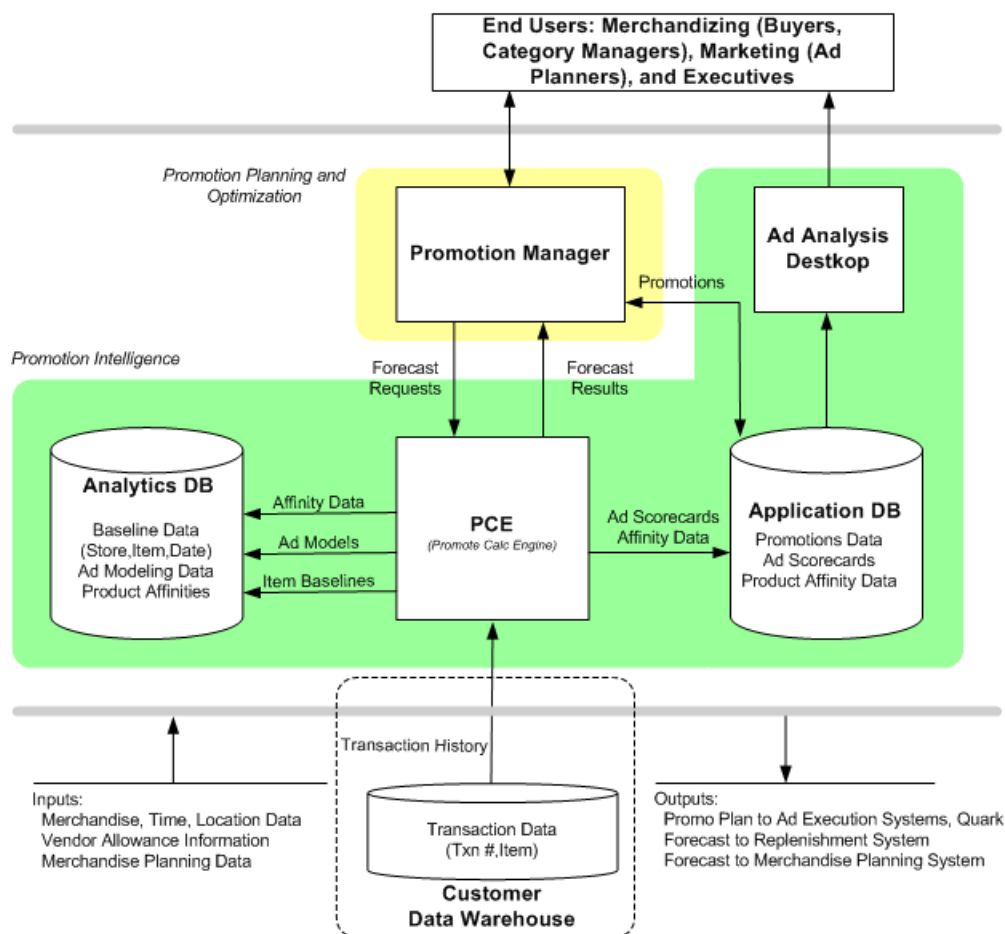 End Users: Merchandizing (Buyers,
Category Managers), Marketing (Ad
Planners), and Executives
Promotion Planning and
Optimization
Promotion Manager
Ad Analysis
Destkop
Promotions
Promotion Intelligence
Forecast
Requests
Forecast
Results
Analytics DB
Baseline Data
(Store,Item,Date)
Ad Modeling Data
Product Affinities
Affinity Data
Ad Models
Item Baselines
PCE
(Promote Calc Engine)
Ad Scorecards
Affinity Data
Application DB
Promotions Data
Ad Scorecards
Product Affinity Data
Transaction History
Inputs:
Merchandise, Time, Location Data
Vendor Allowance Information
Merchandise Planning Data
Transaction Data
(Txn #,Item)
Customer
Data Warehouse
Outputs:
Promo Plan to Ad Execution Systems, Quark
Forecast to Replenishment System
Forecast to Merchandise Planning System